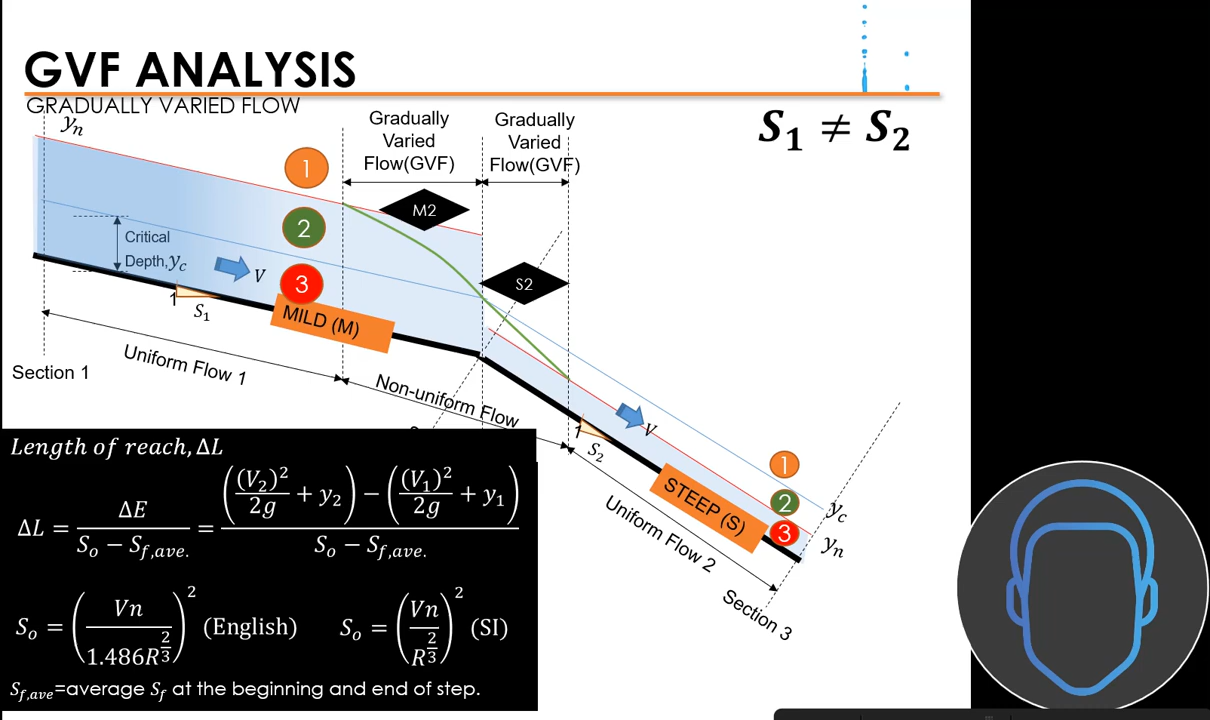 GVF ANALYSIS
GRADUALLY VARIED FLOW
S₁ ≠ S₂
yₙ
Gradually
Varied
Flow(GVF)
Gradually
Varied
Flow(GVF)
1
2
3
M2
S2
Critical
Depth,y_c
V
1
S₁
MILD (M)
Section 1
Uniform Flow 1
Non-uniform Flow
V
1
S₂
STEEP (S)
Uniform Flow 2
Section 3
1
2
3
y_c
yₙ
Length of reach, ΔL
ΔL = ΔE / (S_o − S_f,ave.) = (((V₂)²/2g + y₂) − ((V₁)²/2g + y₁)) / (S_o − S_f,ave.)
S_o = (Vn / 1.486R^(2/3))² (English) S_o = (Vn / R^(2/3))² (SI)
S_f,ave=average S_f at the beginning and end of step.